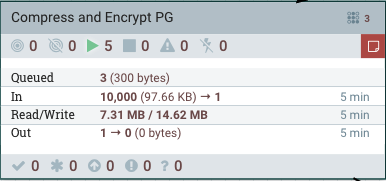 Compress and Encrypt PG 3
0 0 5 0 0 0
Queued 3 (300 bytes)
In 10,000 (97.66 KB) → 1 5 min
Read/Write 7.31 MB / 14.62 MB 5 min
Out 1 → 0 (0 bytes) 5 min
0 0 0 0 ? 0